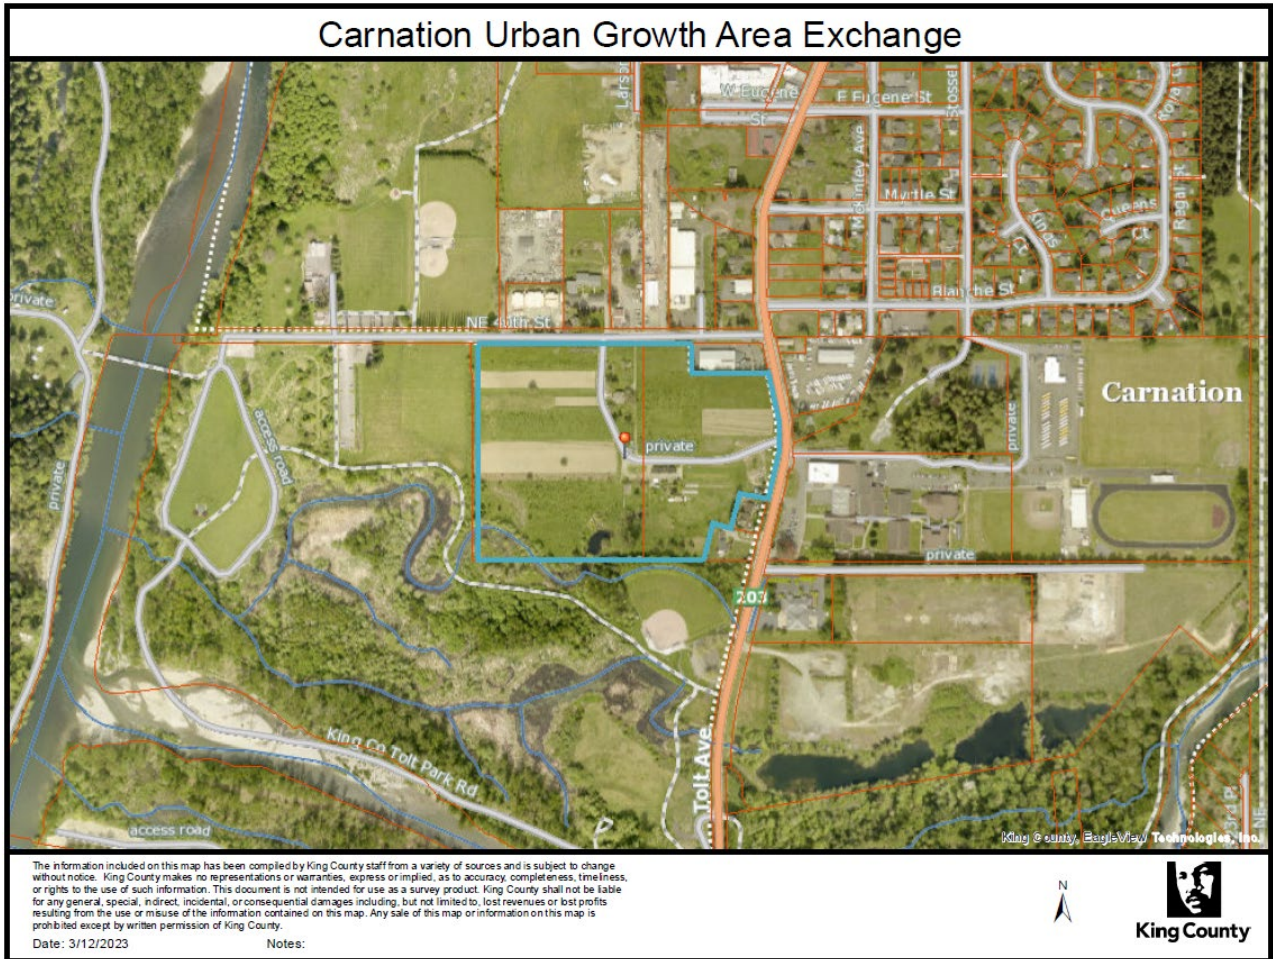 Carnation Urban Growth Area Exchange
Larson
W Eugene
St
E Eugene St
Stossel
McKinley Ave
Myrtle St
Kings
Ct
Queens
Ct
Regal St
Blanche St
private
NE 40th St
Carnation
access road
private
private
private
private
203
King Co Tolt Park Rd
Tolt Ave
access road
NE
King County, EagleView Technologies, Inc.
The information included on this map has been compiled by King County staff from a variety of sources and is subject to change
without notice. King County makes no representations or warranties, express or implied, as to accuracy, completeness, timeliness,
or rights to the use of such information. This document is not intended for use as a survey product. King County shall not be liable
for any general, special, indirect, incidental, or consequential damages including, but not limited to, lost revenues or lost profits
resulting from the use or misuse of the information contained on this map. Any sale of this map or information on this map is
prohibited except by written permission of King County.
Date: 3/12/2023
Notes:
N
King County